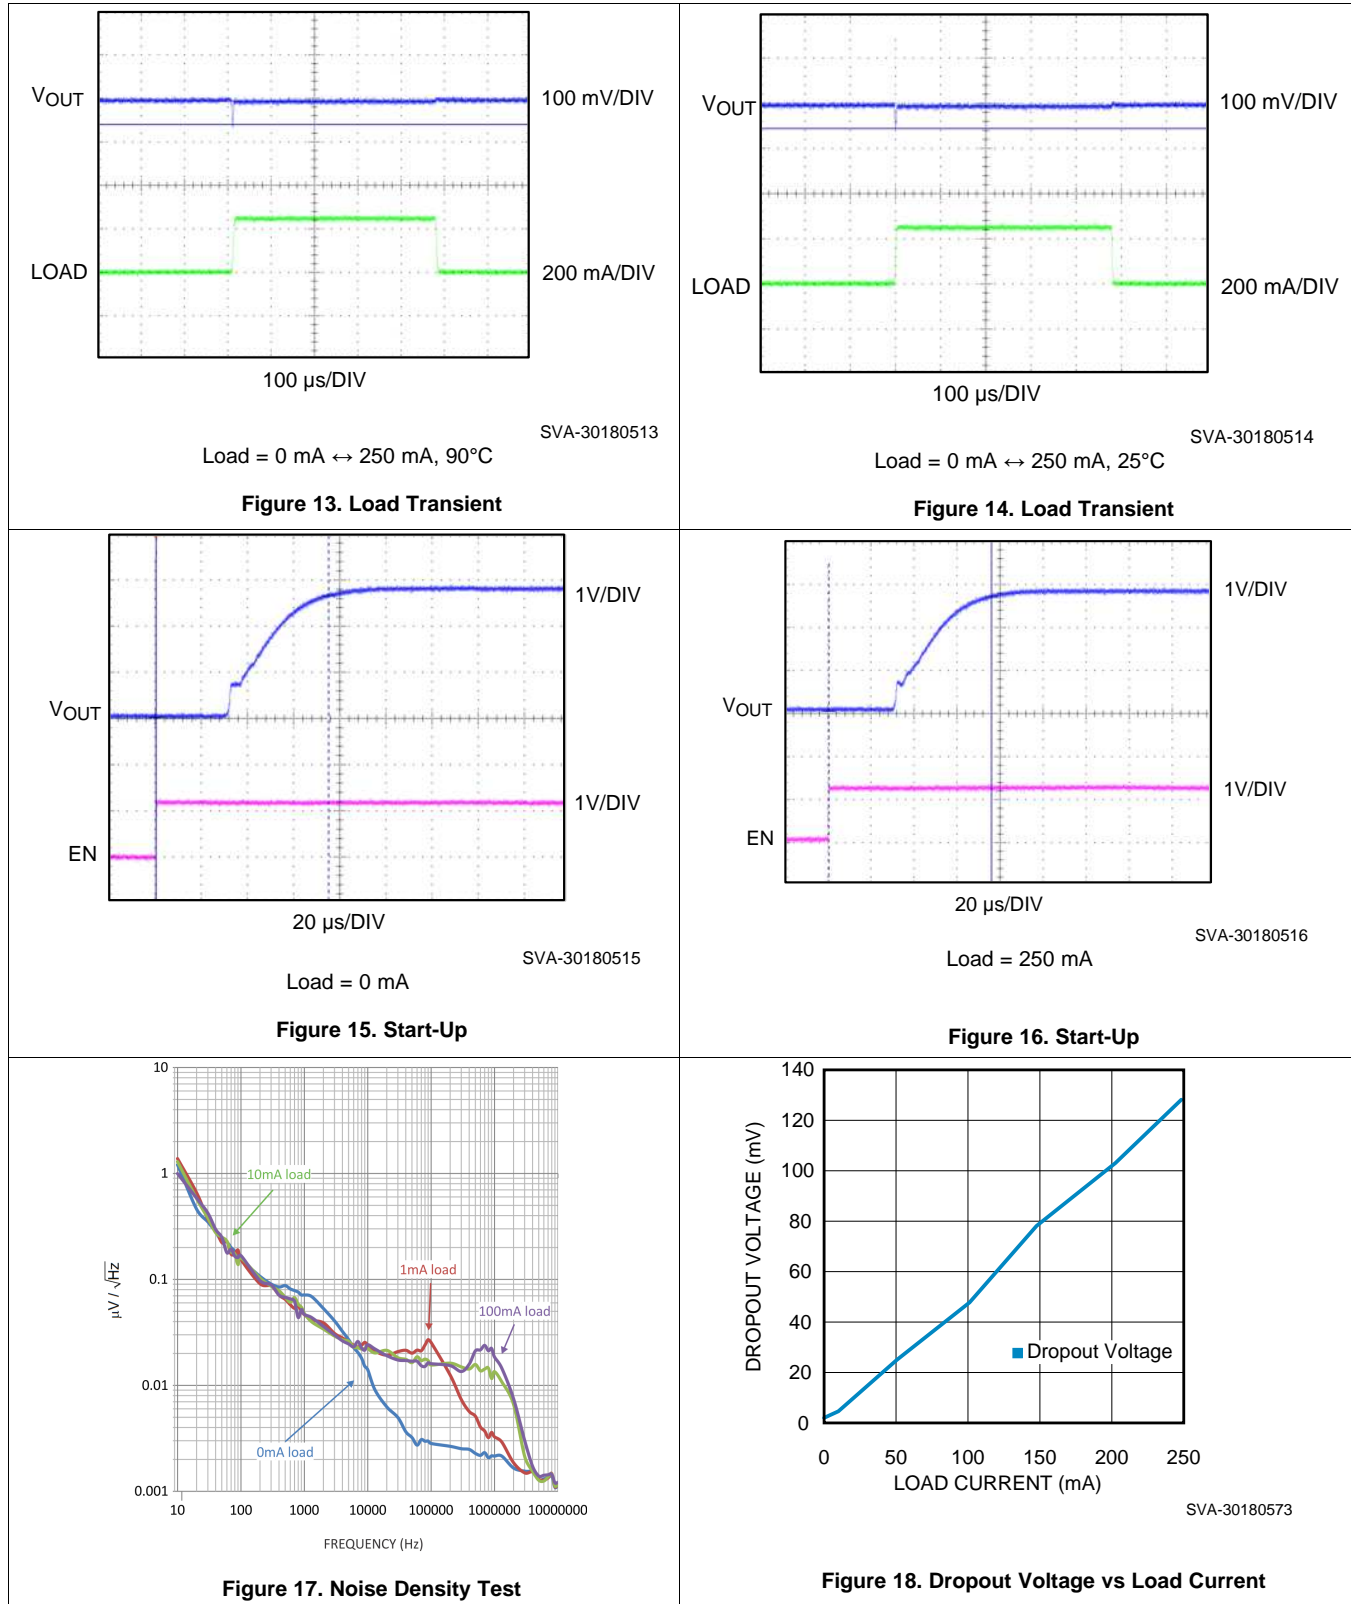 VOUT
100 mV/DIV
LOAD
200 mA/DIV
100 µs/DIV
SVA-30180513
Load = 0 mA ↔ 250 mA, 90°C
Figure 13. Load Transient
VOUT
100 mV/DIV
LOAD
200 mA/DIV
100 µs/DIV
SVA-30180514
Load = 0 mA ↔ 250 mA, 25°C
Figure 14. Load Transient
1V/DIV
VOUT
1V/DIV
EN
20 µs/DIV
SVA-30180515
Load = 0 mA
Figure 15. Start-Up
1V/DIV
VOUT
1V/DIV
EN
20 µs/DIV
SVA-30180516
Load = 250 mA
Figure 16. Start-Up
10
1
0.1
0.01
0.001
µV / √Hz
10mA load
1mA load
100mA load
0mA load
10 100 1000 10000 100000 1000000 10000000
FREQUENCY (Hz)
Figure 17. Noise Density Test
140
120
100
80
60
40
20
0
DROPOUT VOLTAGE (mV)
Dropout Voltage
0 50 100 150 200 250
LOAD CURRENT (mA)
SVA-30180573
Figure 18. Dropout Voltage vs Load Current